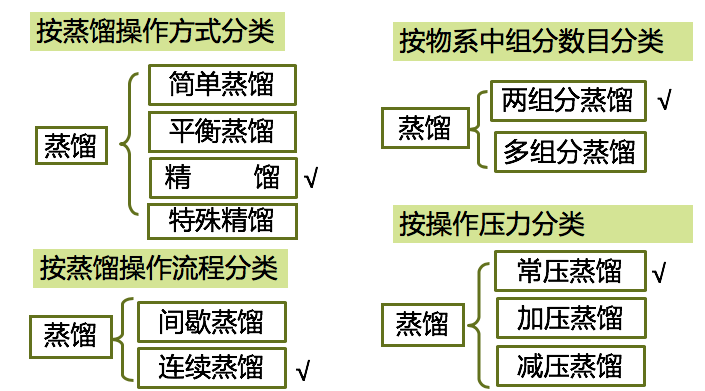 按蒸馏操作方式分类
蒸馏
简单蒸馏
平衡蒸馏
精 馏 √
特殊精馏
按蒸馏操作流程分类
蒸馏
间歇蒸馏
连续蒸馏 √
按物系中组分数目分类
蒸馏
两组分蒸馏 √
多组分蒸馏
按操作压力分类
蒸馏
常压蒸馏 √
加压蒸馏
减压蒸馏